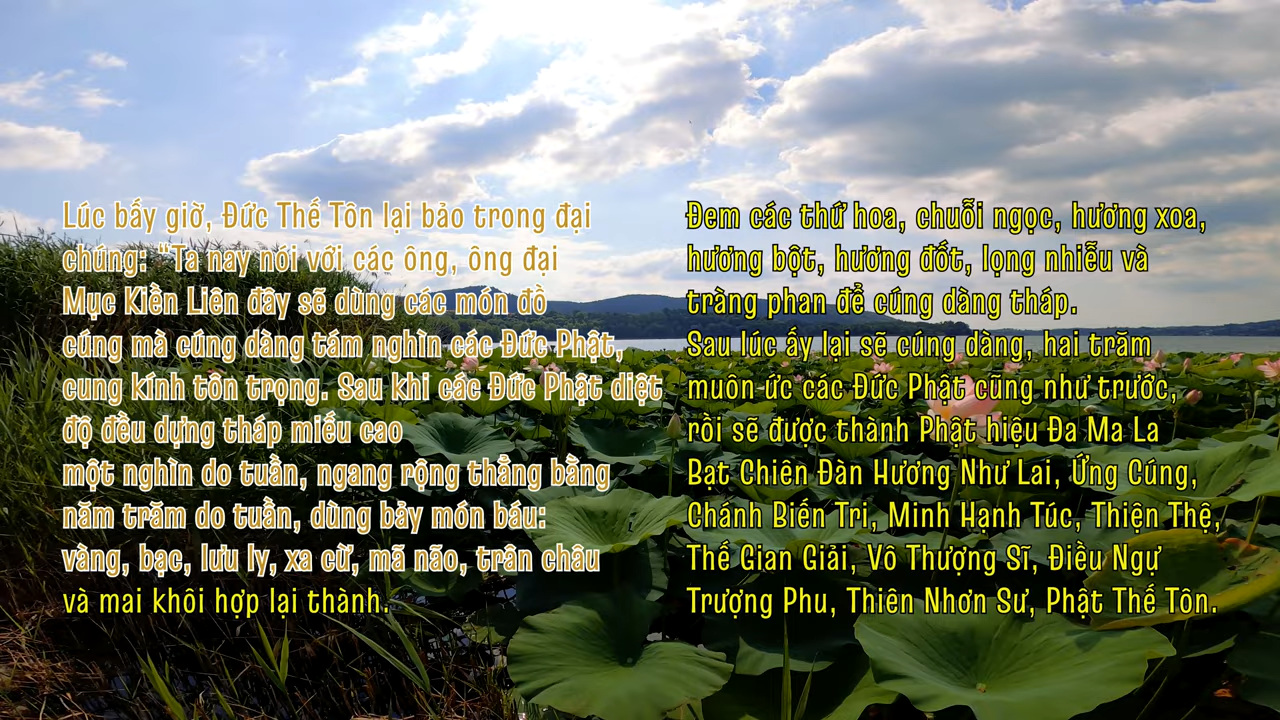 Lúc bấy giờ, Đức Thế Tôn lại bảo trong đại
chúng: "Ta nay nói với các ông, ông đại
Mục Kiền Liên đây sẽ dùng các món đồ
cúng mà cúng dàng tám nghìn các Đức Phật,
cung kính tôn trọng. Sau khi các Đức Phật diệt
độ đều dựng tháp miếu cao
một nghìn do tuần, ngang rộng thẳng bằng
năm trăm do tuần, dùng bảy món báu:
vàng, bạc, lưu ly, xa cừ, mã não, trân châu
và mai khôi hợp lại thành.
Đem các thứ hoa, chuỗi ngọc, hương xoa,
hương bột, hương đốt, lọng nhiễu và
tràng phan để cúng dàng tháp.
Sau lúc ấy lại sẽ cúng dàng, hai trăm
muôn ức các Đức Phật cũng như trước,
rồi sẽ được thành Phật hiệu Đa Ma La
Bạt Chiên Đàn Hương Như Lai, Ứng Cúng,
Chánh Biến Tri, Minh Hạnh Túc, Thiện Thệ,
Thế Gian Giải, Vô Thượng Sĩ, Điều Ngự
Trượng Phu, Thiên Nhơn Sư, Phật Thế Tôn.